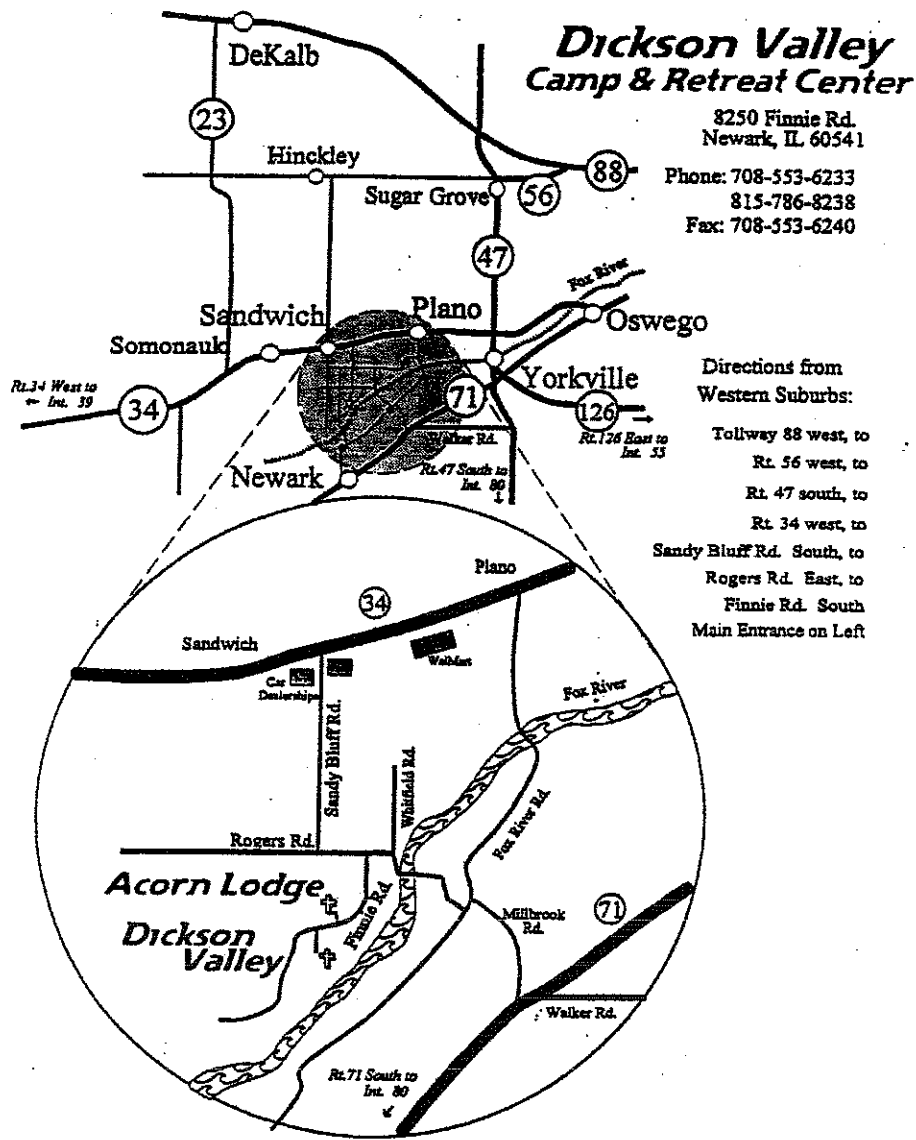 Dickson Valley
Camp & Retreat Center
8250 Finnie Rd.
Newark, IL 60541
Phone: 708-553-6233
815-786-8238
Fax: 708-553-6240
DeKalb
23
Hinckley
88
Sugar Grove
56
47
Fox River
Sandwich
Plano
Oswego
Somonauk
Yorkville
Rt.34 West to
← Int. 39
34
71
126
Walker Rd.
Rt.126 East to
Int. 55
Newark
Rt.47 South to
Int. 80
Directions from
Western Suburbs:
Tollway 88 west, to
Rt. 56 west, to
Rt. 47 south, to
Rt. 34 west, to
Sandy Bluff Rd. South, to
Rogers Rd. East, to
Finnie Rd. South
Main Entrance on Left
Plano
34
Sandwich
WalMart
Car
Dealerships
Fox River
Sandy Bluff Rd.
Whitfield Rd.
Rogers Rd.
Fox River Rd.
Acorn Lodge
Finnie Rd.
Millbrook
Rd.
71
Dickson
Valley
Walker Rd.
Rt.71 South to
Int. 80